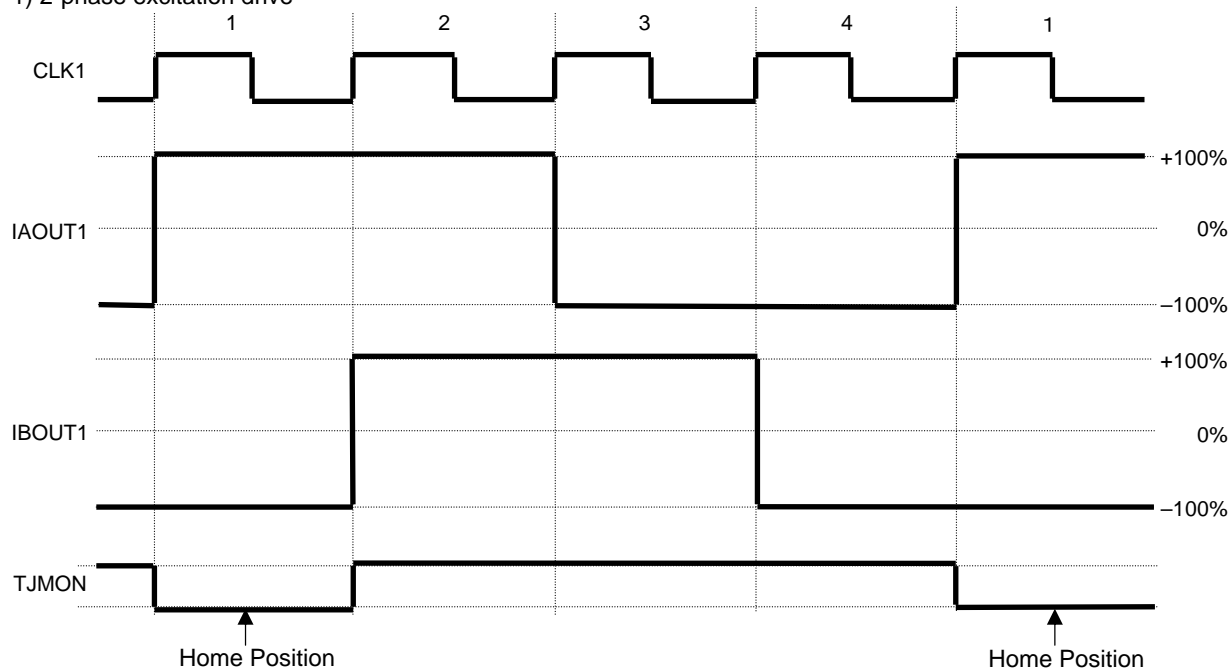 1) 2-phase excitation drive
1 2 3 4 1
CLK1
+100%
IAOUT1 0%
–100%
+100%
IBOUT1 0%
–100%
TJMON
Home Position Home Position